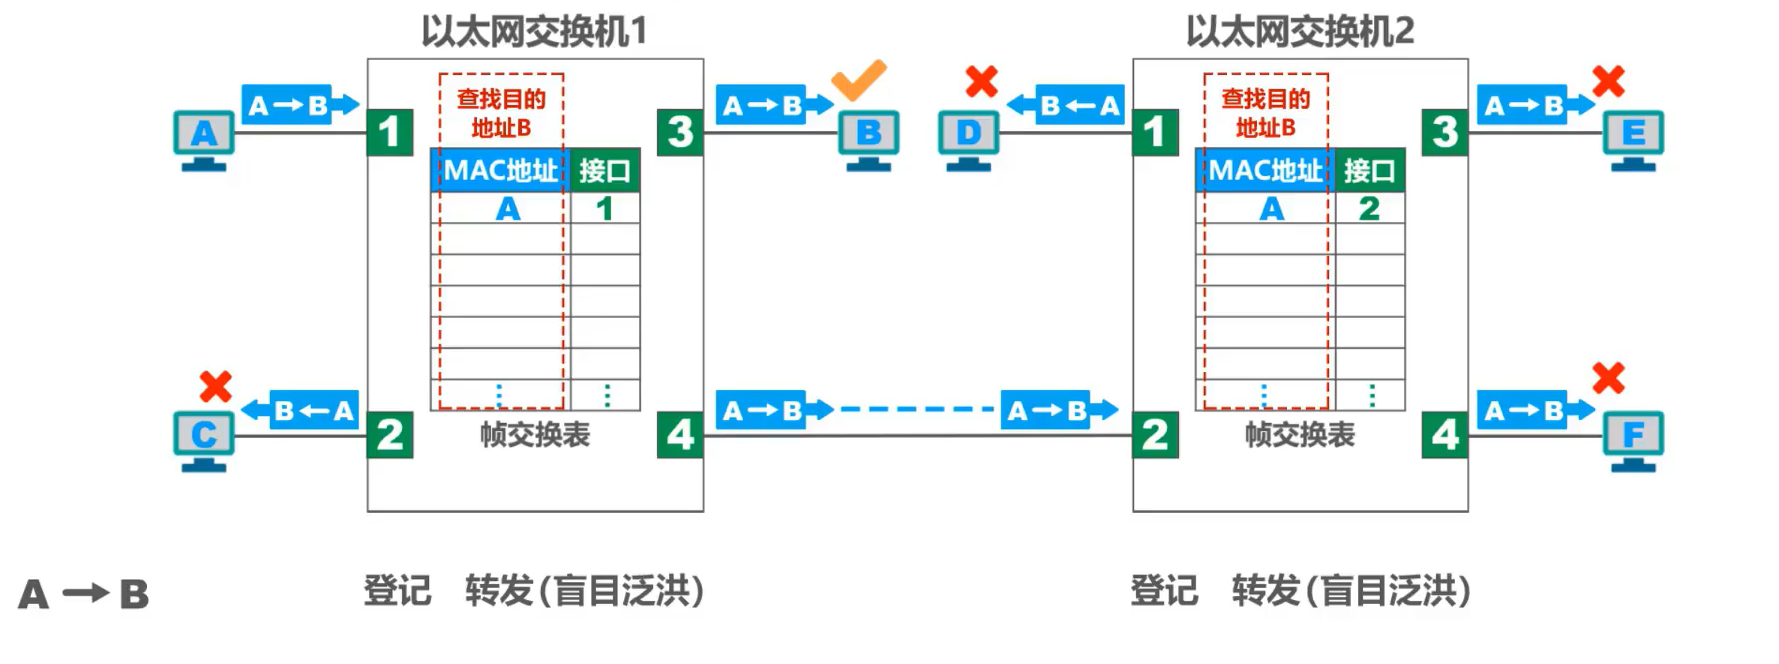 以太网交换机1
以太网交换机2
A→B
查找目的
地址B
A→B
B←A
查找目的
地址B
A→B
A
1
3
B
D
1
3
E
MAC地址 接口
MAC地址 接口
A 1
A 2
B←A
⋮ ⋮
A→B
A→B
⋮ ⋮
A→B
C
2
帧交换表
4
2
帧交换表
4
F
A→B
登记 转发(盲目泛洪)
登记 转发(盲目泛洪)